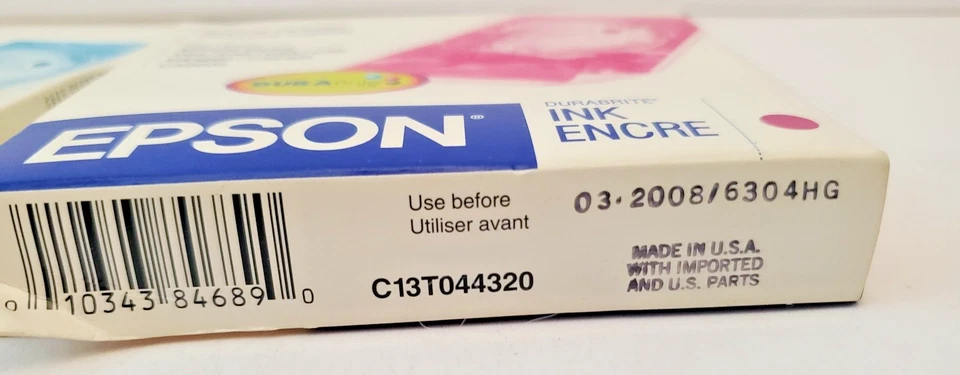 EPSON®
DURABRITE™
INK
ENCRE
Use before
Utiliser avant
03·2008/6304HG
C13T044320
MADE IN U.S.A.
WITH IMPORTED
AND U.S. PARTS
0 10343 84689 0